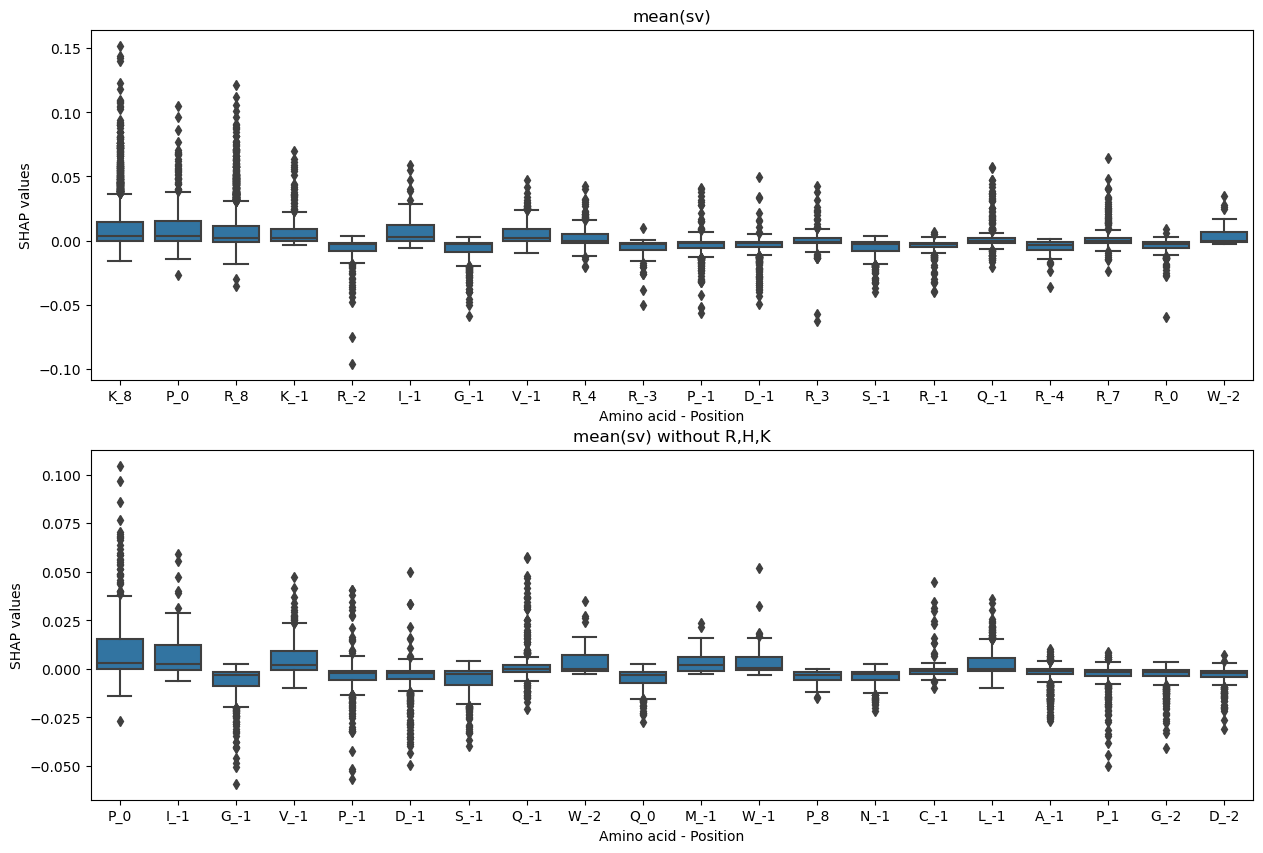 mean(sv)
0.15
0.10
0.05
0.00
−0.05
−0.10
SHAP values
K_8 P_0 R_8 K_-1 R_-2 I_-1 G_-1 V_-1 R_4 R_-3 P_-1 D_-1 R_3 S_-1 R_-1 Q_-1 R_-4 R_7 R_0 W_-2
Amino acid - Position
mean(sv) without R,H,K
0.100
0.075
0.050
0.025
0.000
−0.025
−0.050
SHAP values
P_0 I_-1 G_-1 V_-1 P_-1 D_-1 S_-1 Q_-1 W_-2 Q_0 M_-1 W_-1 P_8 N_-1 C_-1 L_-1 A_-1 P_1 G_-2 D_-2
Amino acid - Position